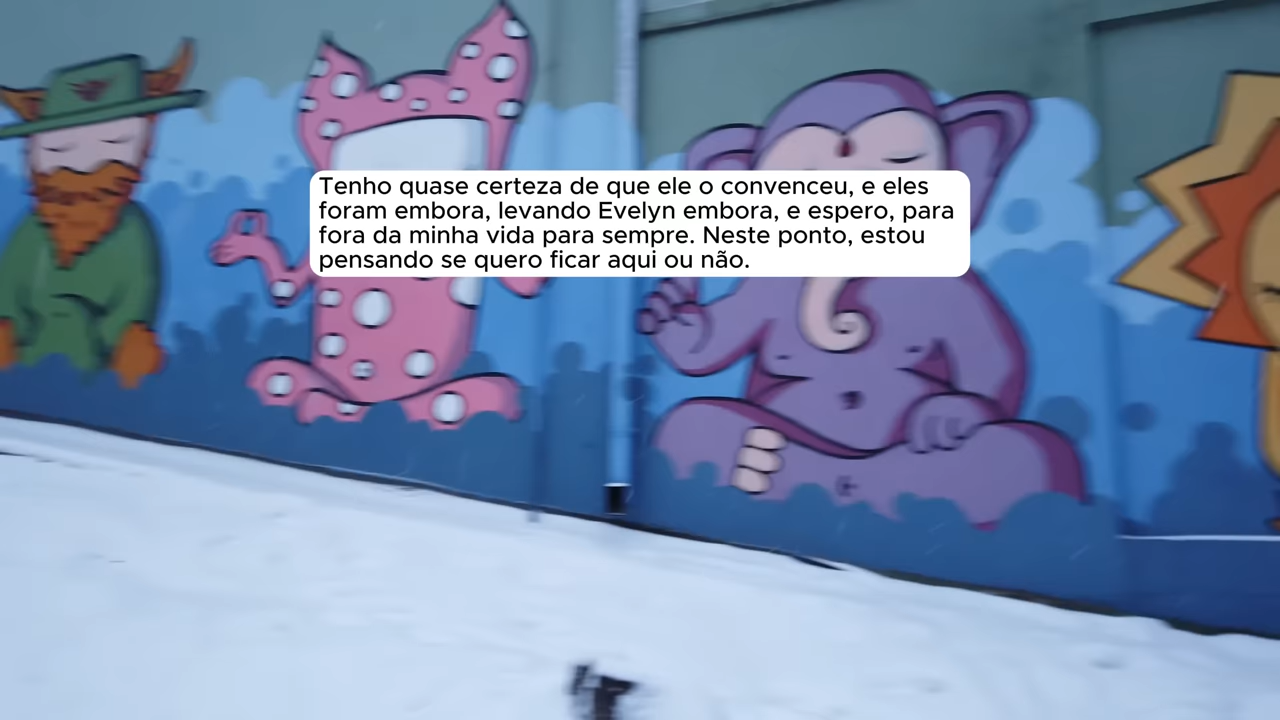 Tenho quase certeza de que ele o convenceu, e eles
foram embora, levando Evelyn embora, e espero, para
fora da minha vida para sempre. Neste ponto, estou
pensando se quero ficar aqui ou não.